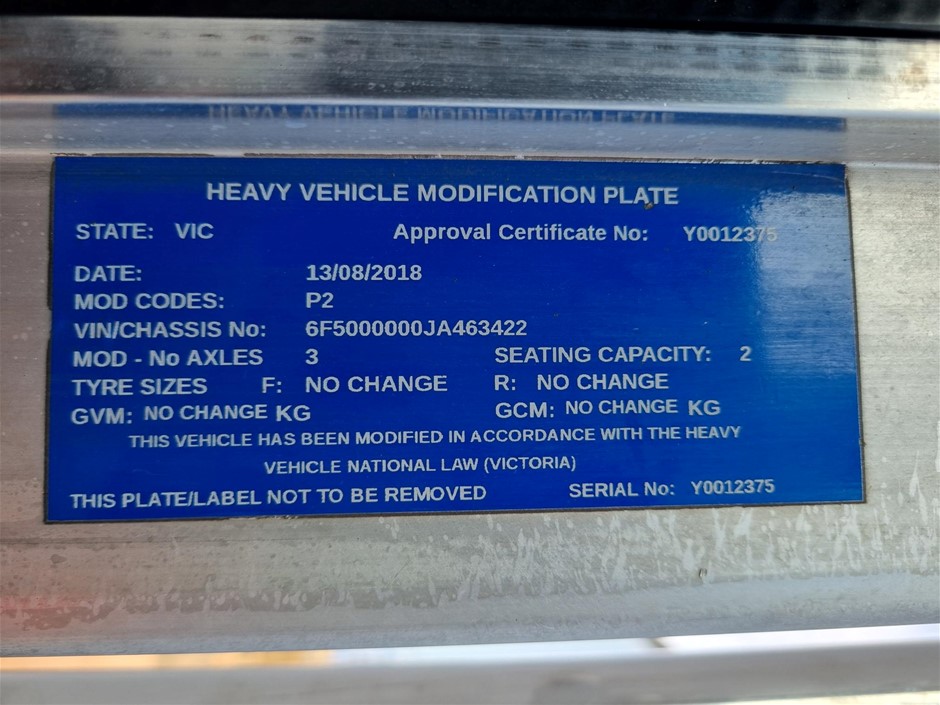 HEAVY VEHICLE MODIFICATION PLATE
STATE: VIC Approval Certificate No: Y0012375
DATE: 13/08/2018
MOD CODES: P2
VIN/CHASSIS No: 6F5000000JA463422
MOD - No AXLES 3 SEATING CAPACITY: 2
TYRE SIZES F: NO CHANGE R: NO CHANGE
GVM: NO CHANGE KG GCM: NO CHANGE KG
THIS VEHICLE HAS BEEN MODIFIED IN ACCORDANCE WITH THE HEAVY
VEHICLE NATIONAL LAW (VICTORIA)
THIS PLATE/LABEL NOT TO BE REMOVED SERIAL No: Y0012375